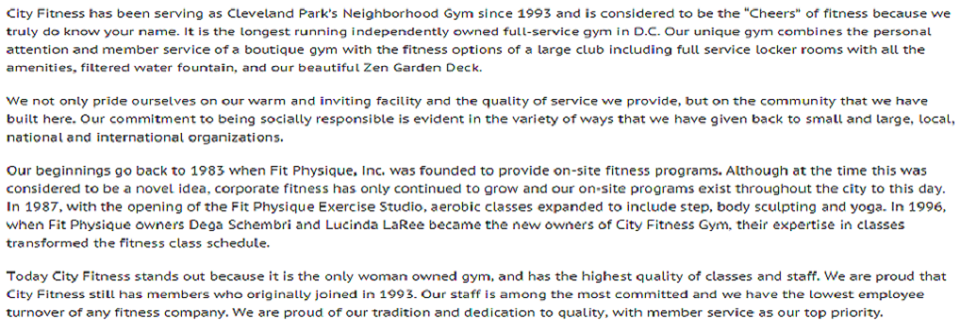 City Fitness has been serving as Cleveland Park's Neighborhood Gym since 1993 and is considered to be the "Cheers" of fitness because we
truly do know your name. It is the longest running independently owned full-service gym in D.C. Our unique gym combines the personal
attention and member service of a boutique gym with the fitness options of a large club including full service locker rooms with all the
amenities, filtered water fountain, and our beautiful Zen Garden Deck.
We not only pride ourselves on our warm and inviting facility and the quality of service we provide, but on the community that we have
built here. Our commitment to being socially responsible is evident in the variety of ways that we have given back to small and large, local,
national and international organizations.
Our beginnings go back to 1983 when Fit Physique, Inc. was founded to provide on-site fitness programs. Although at the time this was
considered to be a novel idea, corporate fitness has only continued to grow and our on-site programs exist throughout the city to this day.
In 1987, with the opening of the Fit Physique Exercise Studio, aerobic classes expanded to include step, body sculpting and yoga. In 1996,
when Fit Physique owners Dega Schembri and Lucinda LaRee became the new owners of City Fitness Gym, their expertise in classes
transformed the fitness class schedule.
Today City Fitness stands out because it is the only woman owned gym, and has the highest quality of classes and staff. We are proud that
City Fitness still has members who originally joined in 1993. Our staff is among the most committed and we have the lowest employee
turnover of any fitness company. We are proud of our tradition and dedication to quality, with member service as our top priority.